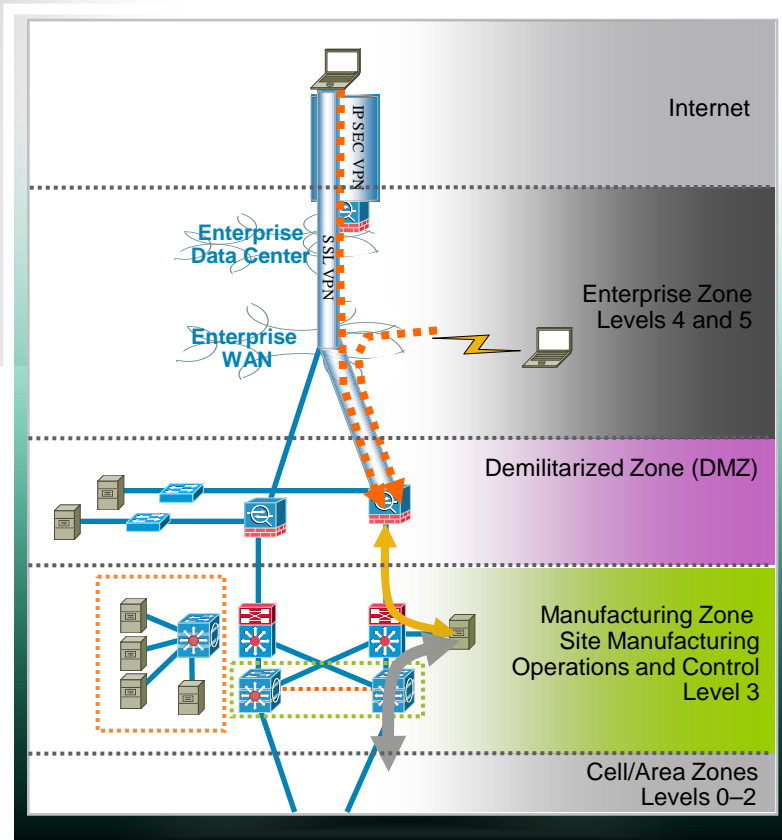 Internet
IPSEC VPN
Enterprise
Data Center
SSL VPN
Enterprise Zone
Levels 4 and 5
Enterprise
WAN
Demilitarized Zone (DMZ)
Manufacturing Zone
Site Manufacturing
Operations and Control
Level 3
Cell/Area Zones
Levels 0–2